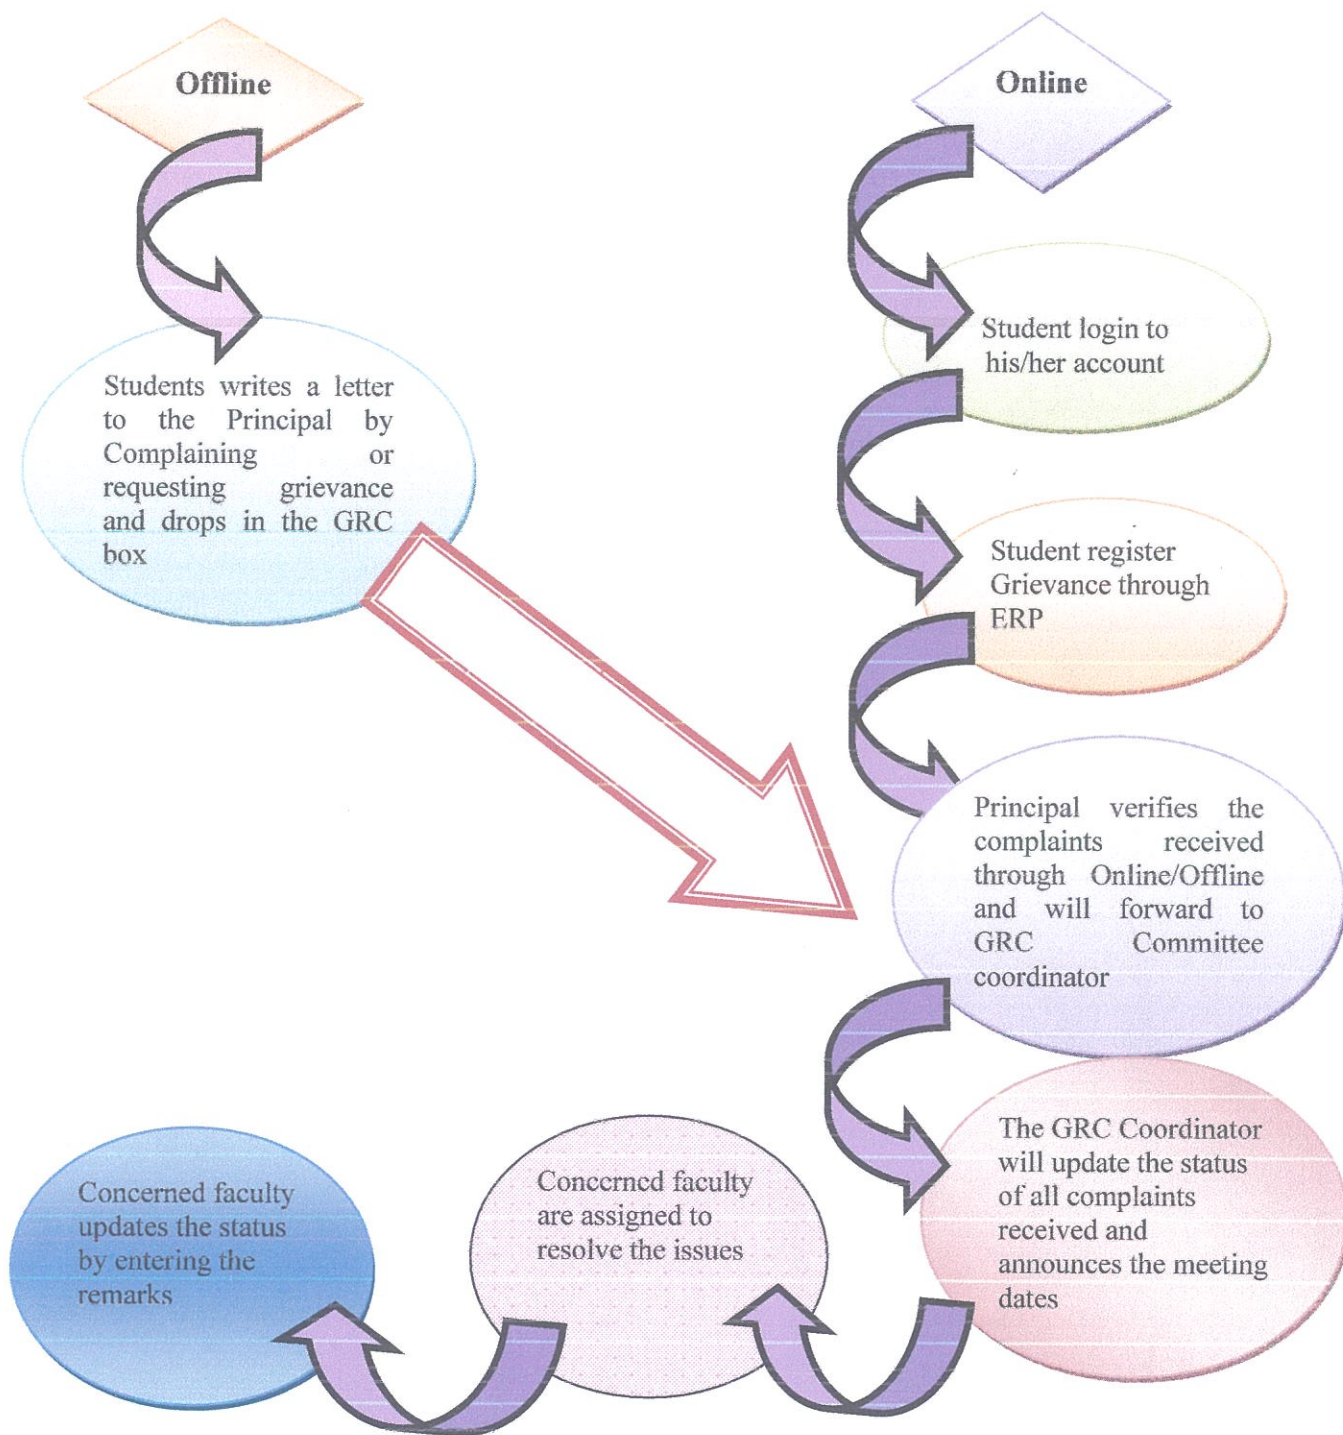 Offline
Online
Student login to
his/her account
Students writes a letter
to the Principal by
Complaining or
requesting grievance
and drops in the GRC
box
Student register
Grievance through
ERP
Principal verifies the
complaints received
through Online/Offline
and will forward to
GRC Committee
coordinator
The GRC Coordinator
will update the status
of all complaints
received and
announces the meeting
dates
Concerned faculty
are assigned to
resolve the issues
Concerned faculty
updates the status
by entering the
remarks